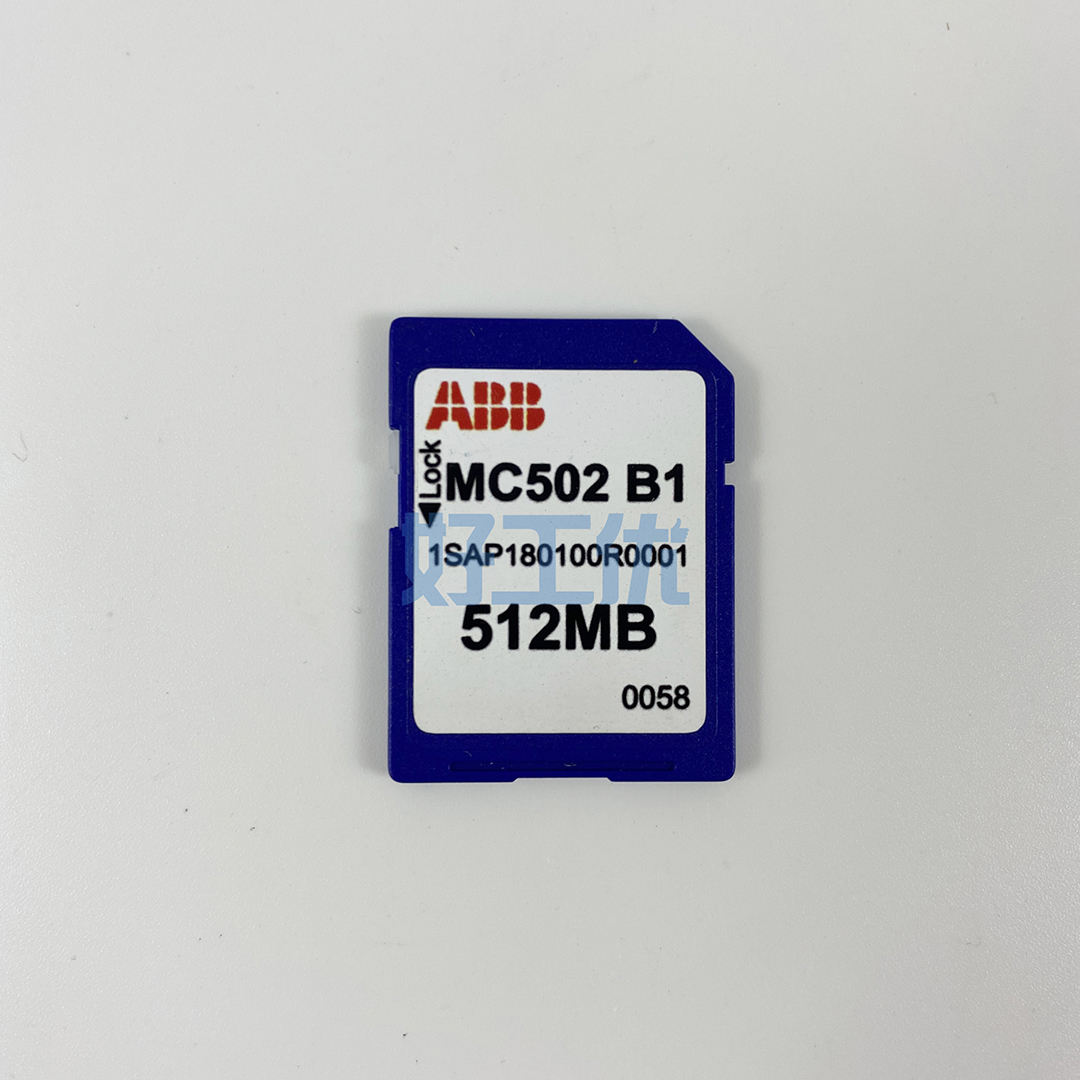 ABB
◀Lock
MC502 B1
好工优
1SAP180100R0001
512MB
0058